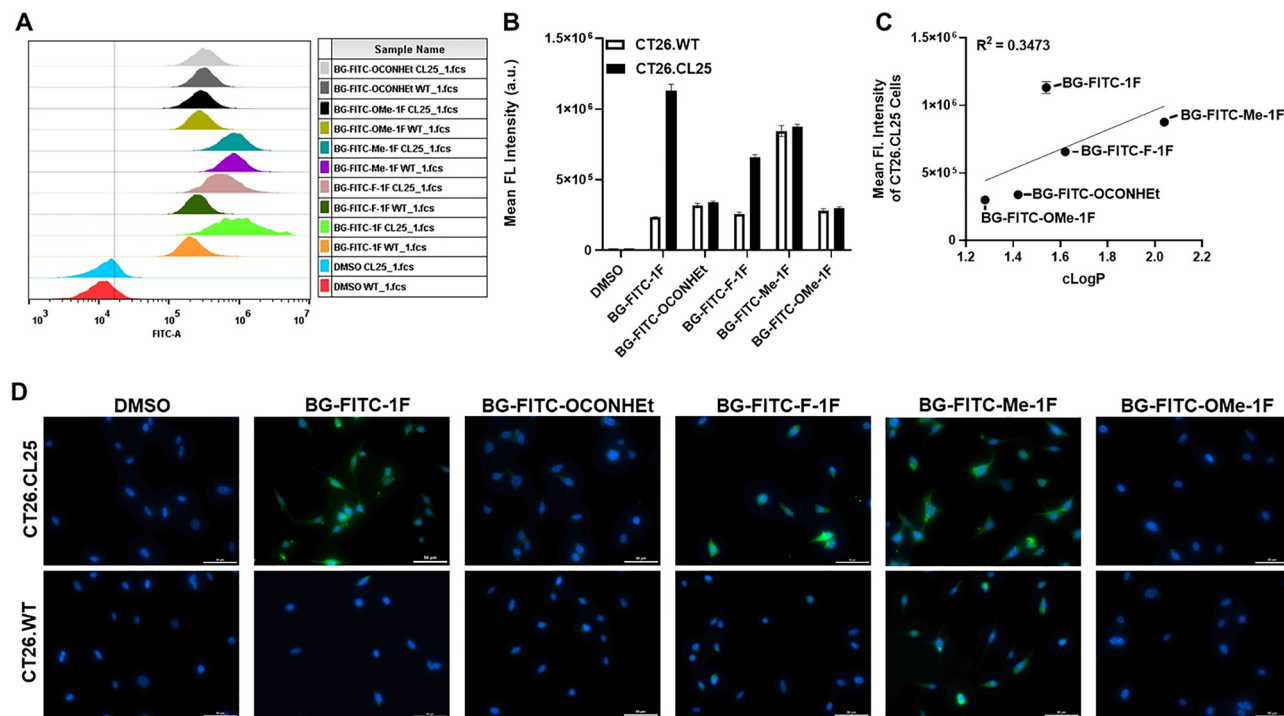 A
Sample Name
BG-FITC-OCONHEt CL25_1.fcs
BG-FITC-OCONHEt WT_1.fcs
BG-FITC-OMe-1F CL25_1.fcs
BG-FITC-OMe-1F WT_1.fcs
BG-FITC-Me-1F CL25_1.fcs
BG-FITC-Me-1F WT_1.fcs
BG-FITC-F-1F CL25_1.fcs
BG-FITC-F-1F WT_1.fcs
BG-FITC-1F CL25_1.fcs
BG-FITC-1F WT_1.fcs
DMSO CL25_1.fcs
DMSO WT_1.fcs
10³ 10⁴ 10⁵ 10⁶ 10⁷
FITC-A
B
CT26.WT
CT26.CL25
Mean FL Intensity (a.u.)
1.5×10⁶
1×10⁶
5×10⁵
0
DMSO
BG-FITC-1F
BG-FITC-OCONHEt
BG-FITC-F-1F
BG-FITC-Me-1F
BG-FITC-OMe-1F
C
R² = 0.3473
Mean Fl. Intensity
of CT26.CL25 Cells
1.5×10⁶
1×10⁶
5×10⁵
0
BG-FITC-1F
BG-FITC-Me-1F
BG-FITC-F-1F
BG-FITC-OCONHEt
BG-FITC-OMe-1F
1.2 1.4 1.6 1.8 2.0 2.2
cLogP
D
DMSO BG-FITC-1F BG-FITC-OCONHEt BG-FITC-F-1F BG-FITC-Me-1F BG-FITC-OMe-1F
CT26.CL25
50 µm
CT26.WT